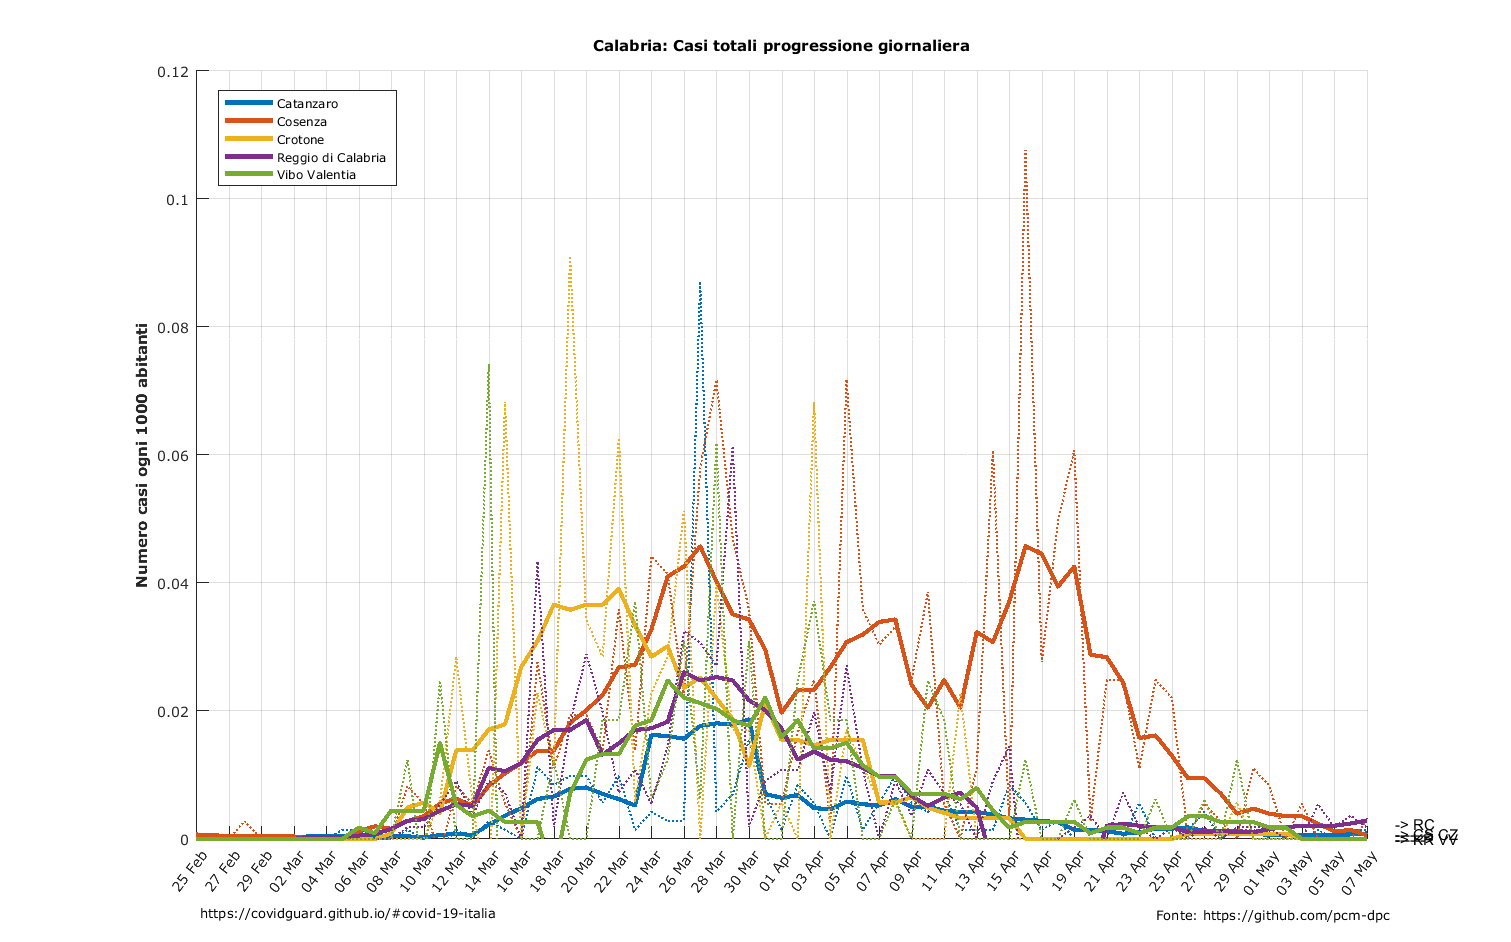 Calabria: Casi totali progressione giornaliera
0.12
0.1
0.08
0.06
0.04
0.02
0
Numero casi ogni 1000 abitanti
Catanzaro
Cosenza
Crotone
Reggio di Calabria
Vibo Valentia
-> RC
25 Feb
27 Feb
29 Feb
02 Mar
04 Mar
06 Mar
08 Mar
10 Mar
12 Mar
14 Mar
16 Mar
18 Mar
20 Mar
22 Mar
24 Mar
26 Mar
28 Mar
30 Mar
01 Apr
03 Apr
05 Apr
07 Apr
09 Apr
11 Apr
13 Apr
15 Apr
17 Apr
19 Apr
21 Apr
23 Apr
25 Apr
27 Apr
29 Apr
01 May
03 May
05 May
07 May
https://covidguard.github.io/#covid-19-italia
Fonte: https://github.com/pcm-dpc